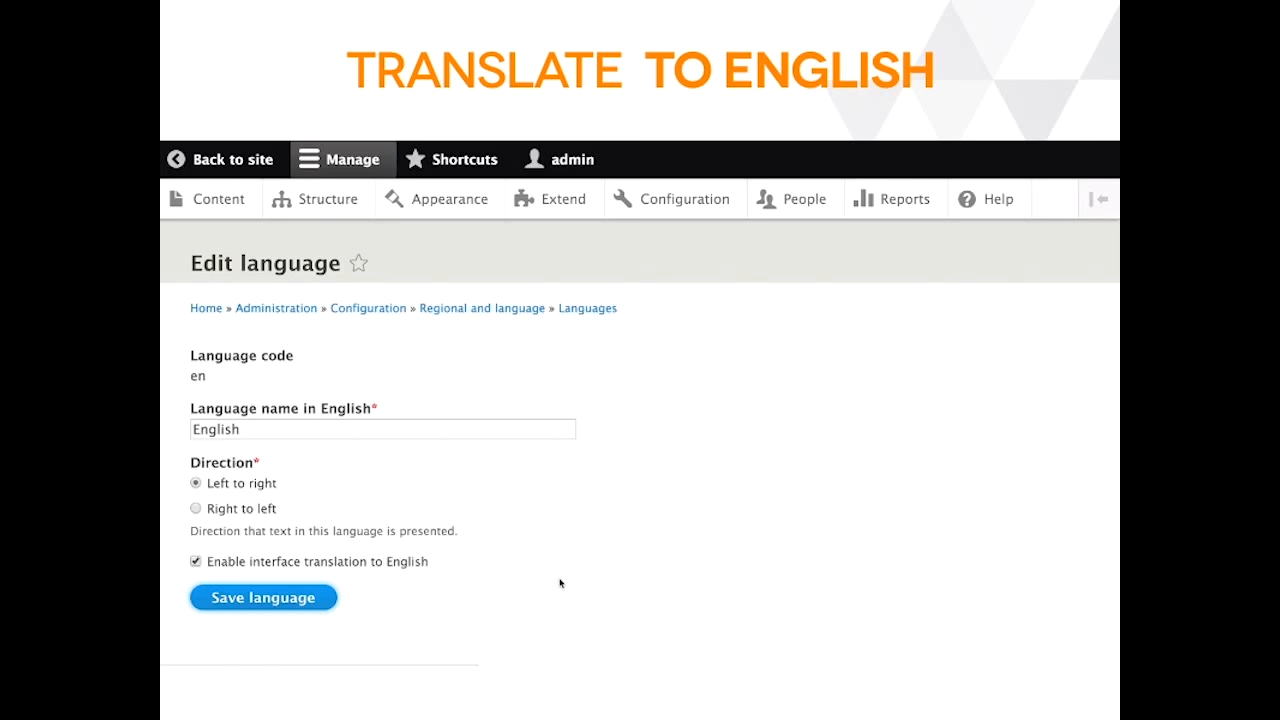 TRANSLATE TO ENGLISH
Back to site Manage Shortcuts admin
Content Structure Appearance Extend Configuration People Reports Help
Edit language
Home » Administration » Configuration » Regional and language » Languages
Language code
en
Language name in English*
English
Direction*
Left to right
Right to left
Direction that text in this language is presented.
Enable interface translation to English
Save language